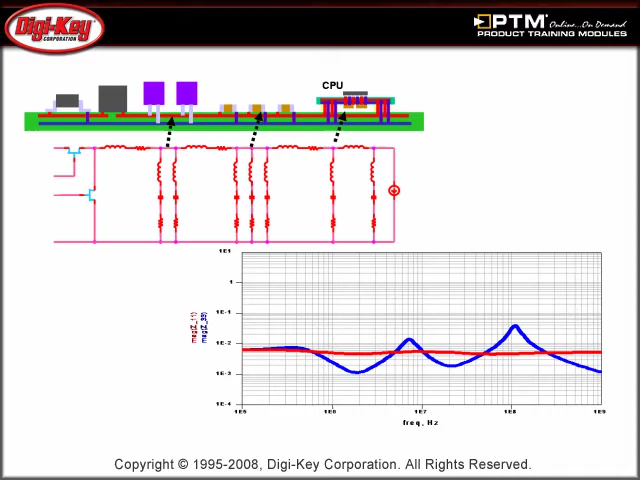 Digi-Key
CORPORATION
PTM
Online...On Demand
PRODUCT TRAINING MODULES
CPU
1E1
1
1E-1
1E-2
1E-3
1E-4
mag(Z_11)
mag(Z_99)
1E5
1E6
1E7
1E8
1E9
freq, Hz
Copyright © 1995-2008, Digi-Key Corporation. All Rights Reserved.